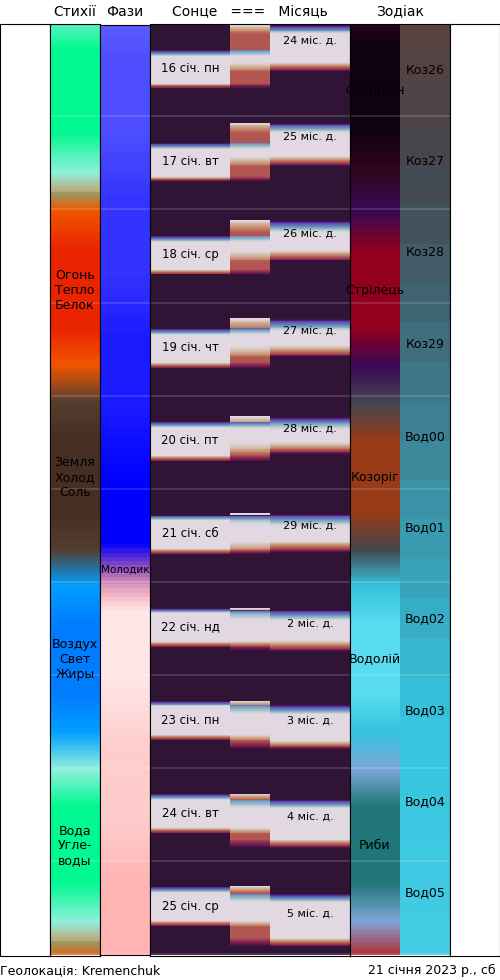 Стихії Фази Сонце === Місяць Зодіак
24 міс. д.
16 січ. пн Скорпіон Коз26
25 міс. д.
17 січ. вт Коз27
26 міс. д.
18 січ. ср Коз28
Огонь
Тепло
Белок
Стрілець
27 міс. д.
19 січ. чт Коз29
28 міс. д.
20 січ. пт Вод00
Земля
Холод
Соль
Козоріг
29 міс. д.
21 січ. сб Вод01
Молодик
2 міс. д.
22 січ. нд Вод02
Воздух
Свет
Жиры
Водолій
3 міс. д.
23 січ. пн Вод03
4 міс. д.
24 січ. вт Вод04
Вода
Угле-
воды
Риби
5 міс. д.
25 січ. ср Вод05
Геолокація: Kremenchuk 21 січня 2023 р., сб